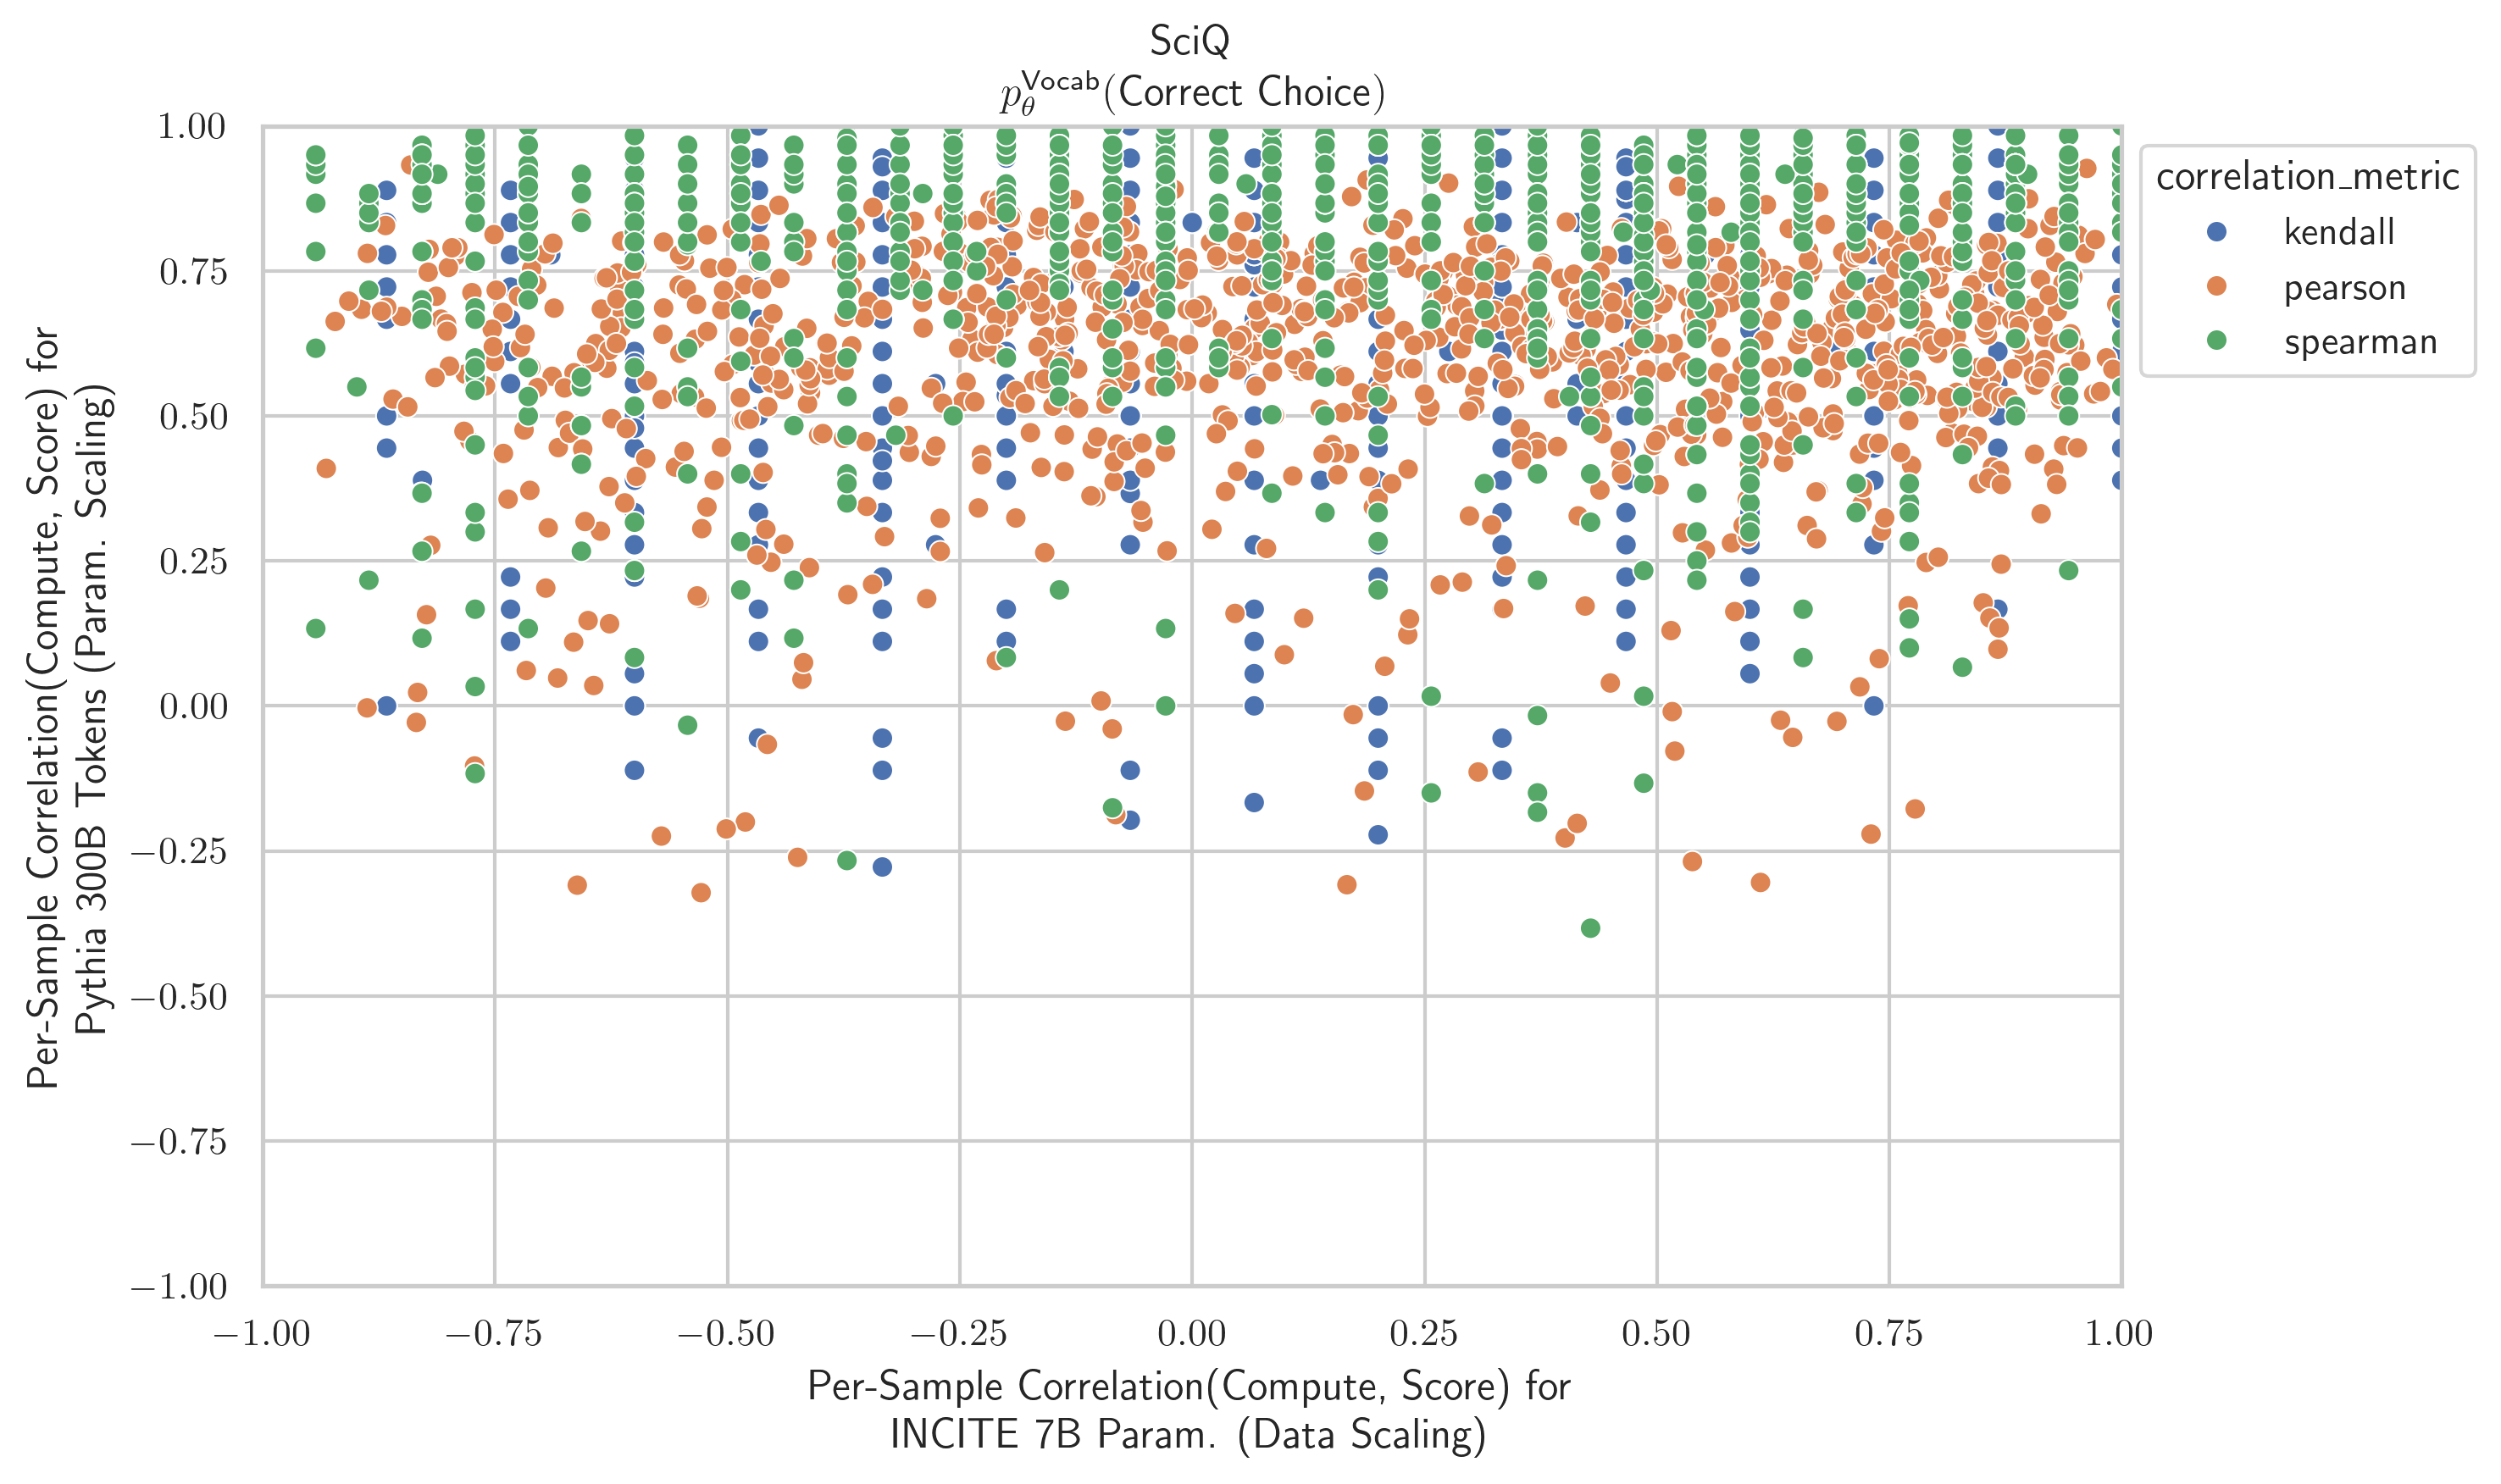 SciQ
p_θ^Vocab(Correct Choice)
Per-Sample Correlation(Compute, Score) for
Pythia 300B Tokens (Param. Scaling)
1.00
0.75
0.50
0.25
0.00
−0.25
−0.50
−0.75
−1.00
correlation_metric
kendall
pearson
spearman
−1.00 −0.75 −0.50 −0.25 0.00 0.25 0.50 0.75 1.00
Per-Sample Correlation(Compute, Score) for
INCITE 7B Param. (Data Scaling)